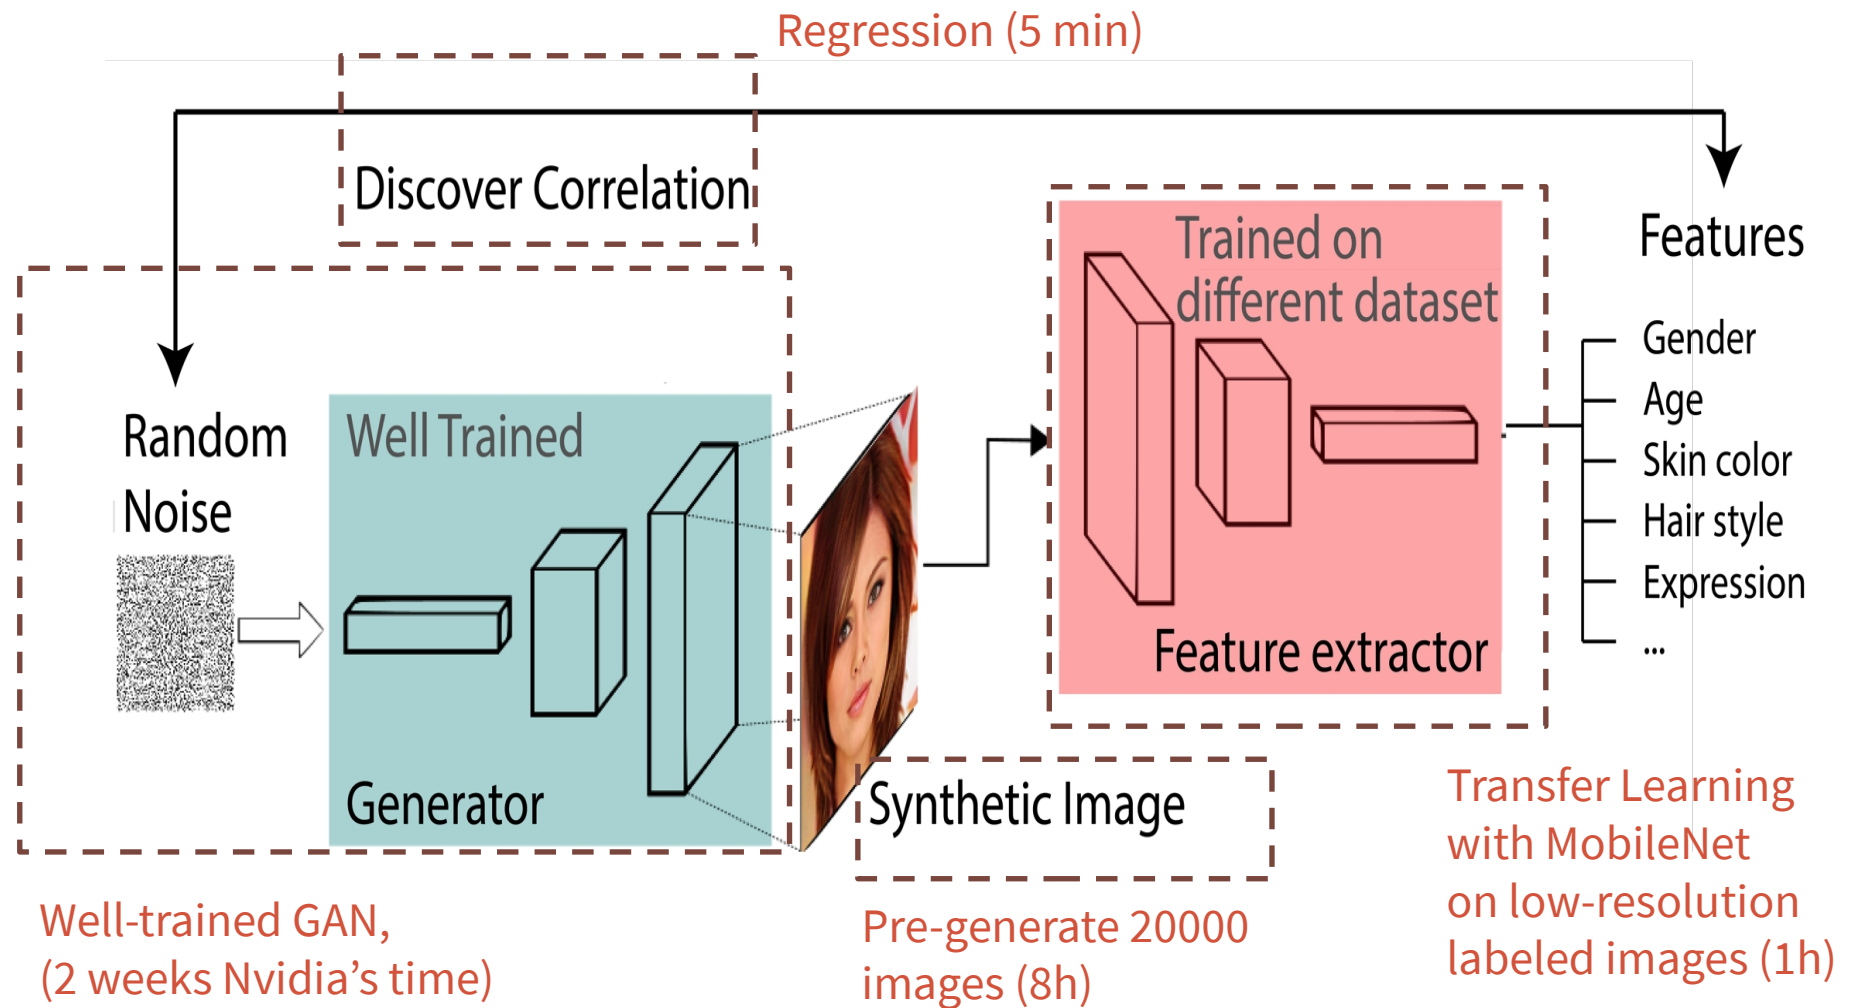 Regression (5 min)
Discover Correlation
Trained on
different dataset
Features
Gender
Age
Skin color
Hair style
Expression
...
Feature extractor
Random
Noise
Well Trained
Generator
Synthetic Image
Well-trained GAN,
(2 weeks Nvidia’s time)
Pre-generate 20000
images (8h)
Transfer Learning
with MobileNet
on low-resolution
labeled images (1h)